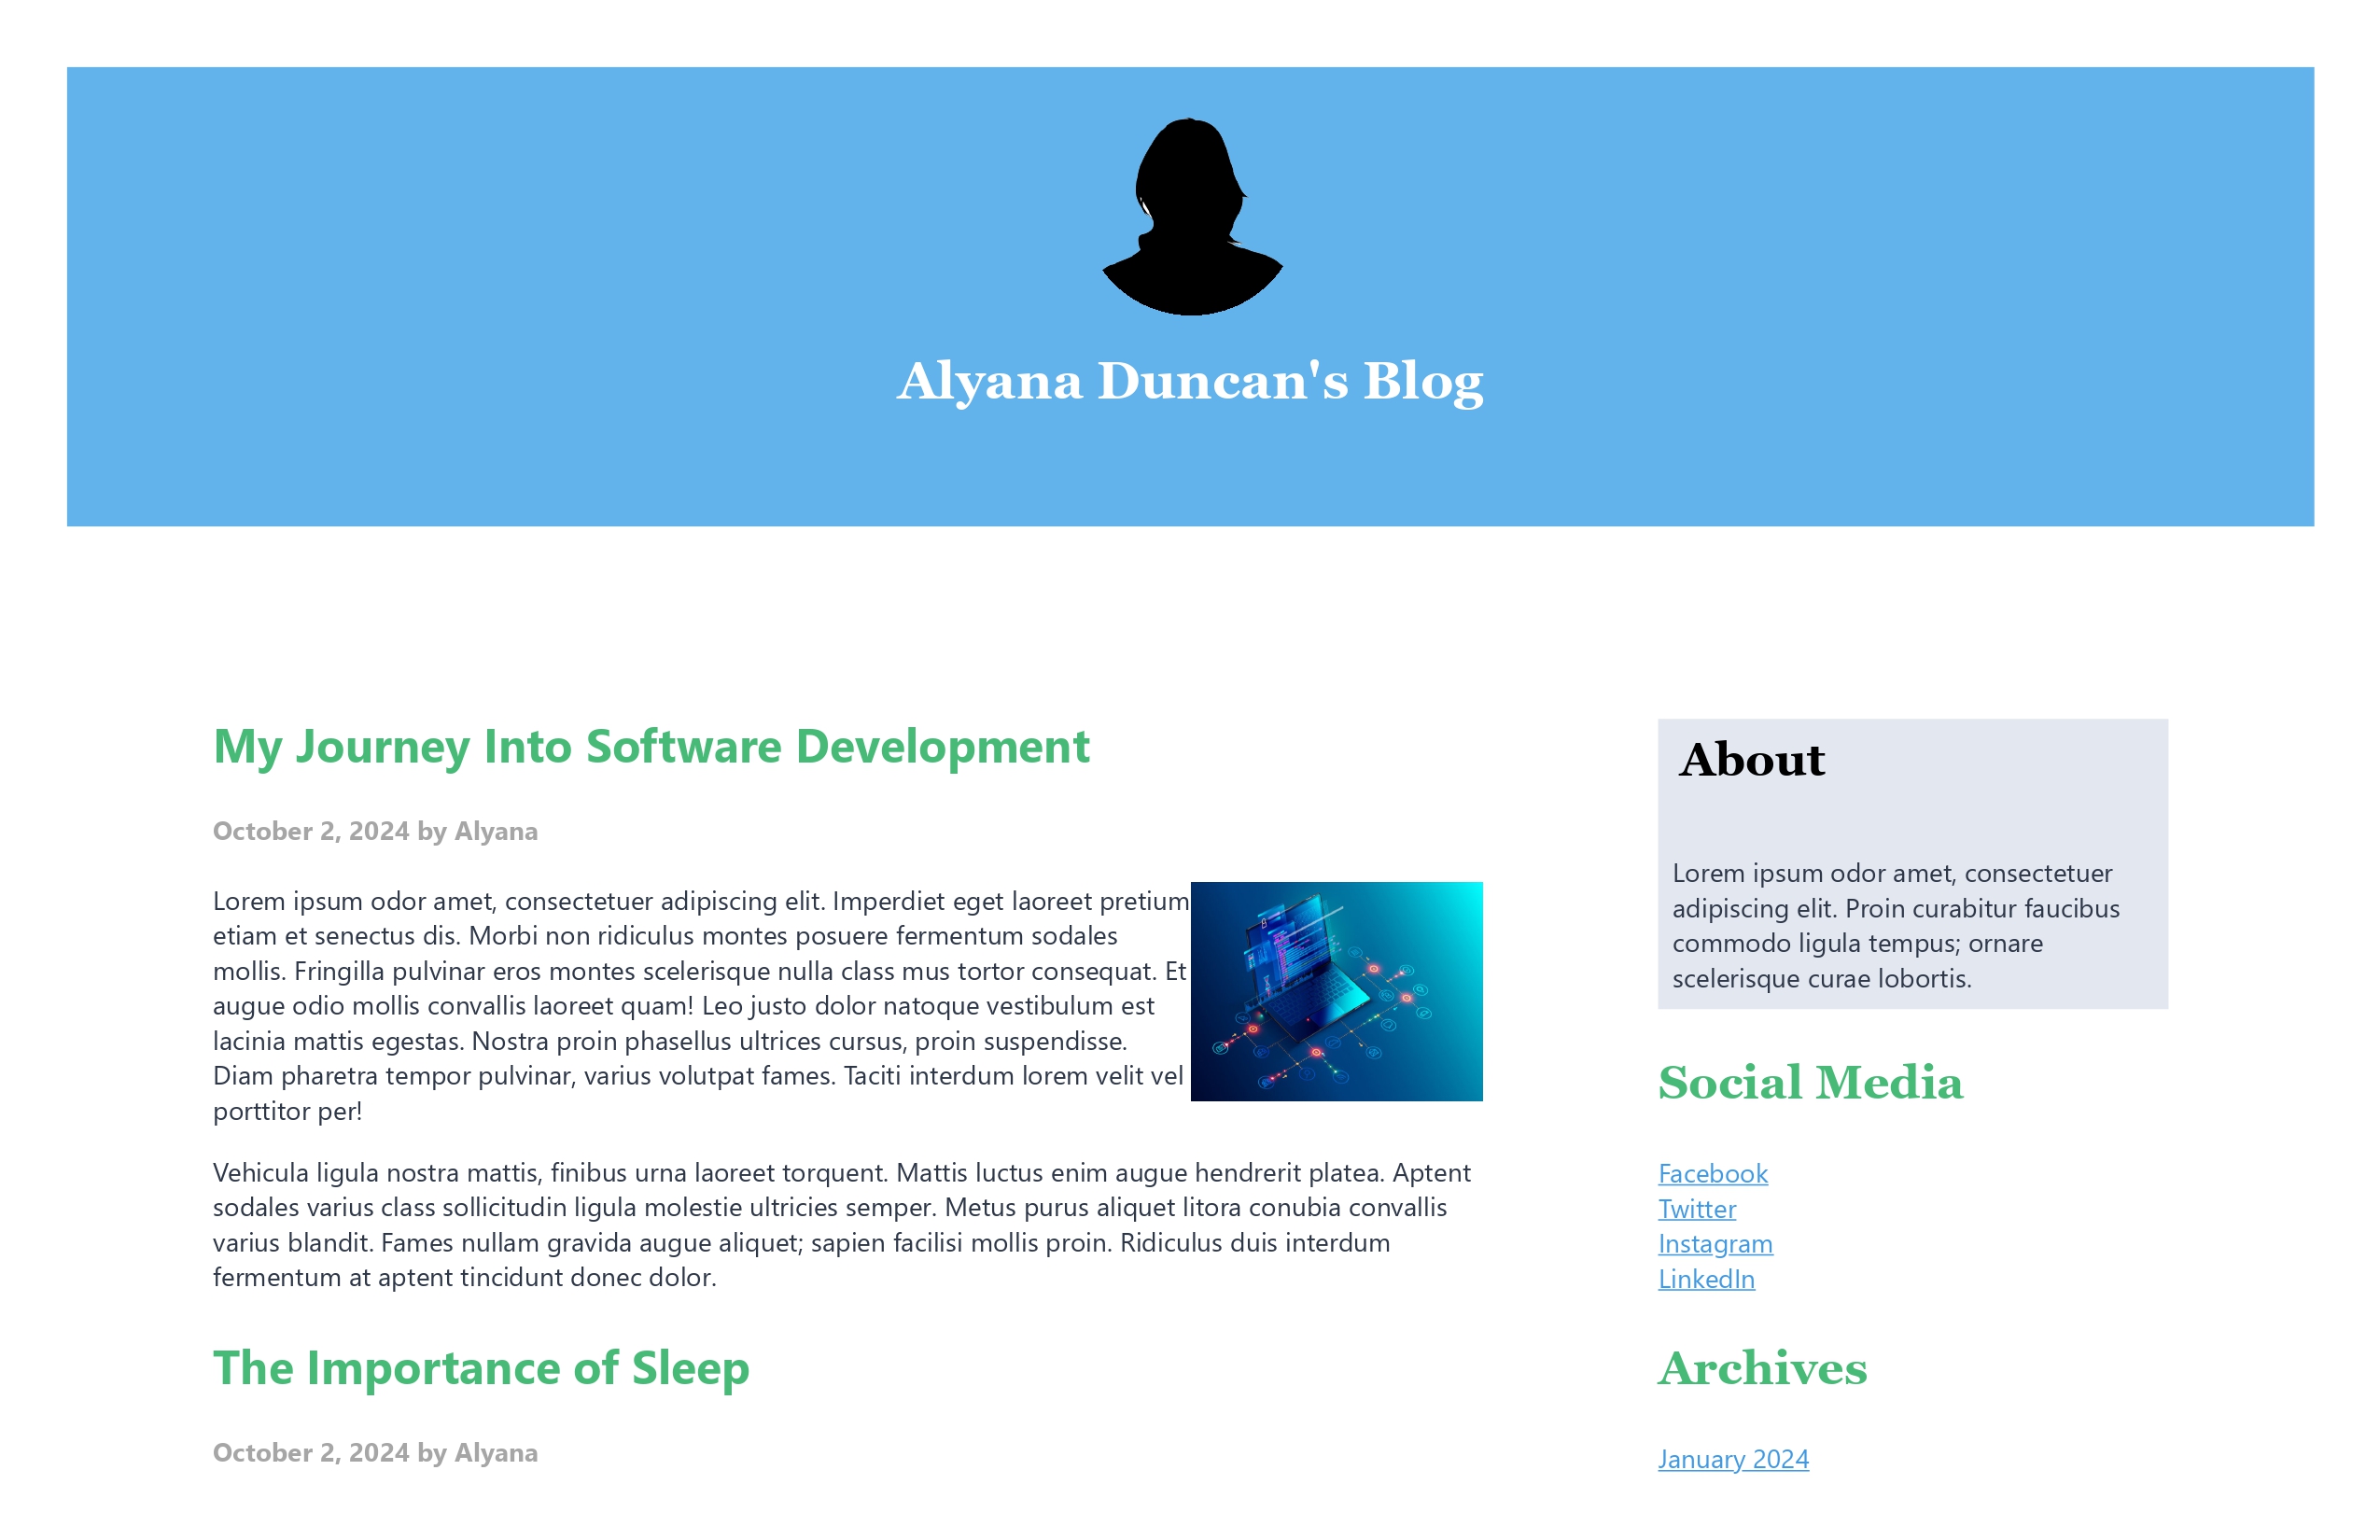 Alyana Duncan's Blog
My Journey Into Software Development
October 2, 2024 by Alyana
Lorem ipsum odor amet, consectetuer adipiscing elit. Imperdiet eget laoreet pretium
etiam et senectus dis. Morbi non ridiculus montes posuere fermentum sodales
mollis. Fringilla pulvinar eros montes scelerisque nulla class mus tortor consequat. Et
augue odio mollis convallis laoreet quam! Leo justo dolor natoque vestibulum est
lacinia mattis egestas. Nostra proin phasellus ultrices cursus, proin suspendisse.
Diam pharetra tempor pulvinar, varius volutpat fames. Taciti interdum lorem velit vel
porttitor per!
Vehicula ligula nostra mattis, finibus urna laoreet torquent. Mattis luctus enim augue hendrerit platea. Aptent
sodales varius class sollicitudin ligula molestie ultricies semper. Metus purus aliquet litora conubia convallis
varius blandit. Fames nullam gravida augue aliquet; sapien facilisi mollis proin. Ridiculus duis interdum
fermentum at aptent tincidunt donec dolor.
The Importance of Sleep
October 2, 2024 by Alyana
About
Lorem ipsum odor amet, consectetuer
adipiscing elit. Proin curabitur faucibus
commodo ligula tempus; ornare
scelerisque curae lobortis.
Social Media
Facebook
Twitter
Instagram
LinkedIn
Archives
January 2024